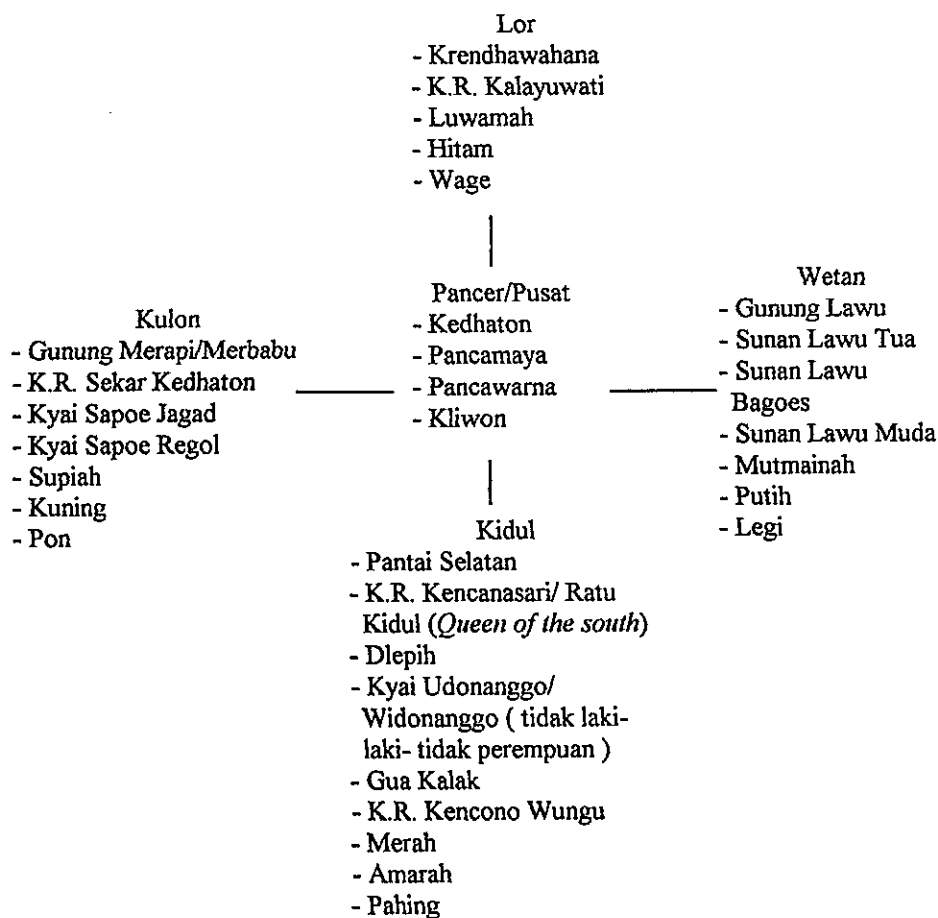 Lor
- Krendhawahana
- K.R. Kalayuwati
- Luwamah
- Hitam
- Wage
Kulon
- Gunung Merapi/Merbabu
- K.R. Sekar Kedhaton
- Kyai Sapoe Jagad
- Kyai Sapoe Regol
- Supiah
- Kuning
- Pon
Pancer/Pusat
- Kedhaton
- Pancamaya
- Pancawarna
- Kliwon
Wetan
- Gunung Lawu
- Sunan Lawu Tua
- Sunan Lawu
Bagoes
- Sunan Lawu Muda
- Mutmainah
- Putih
- Legi
Kidul
- Pantai Selatan
- K.R. Kencanasari/ Ratu
Kidul (Queen of the south)
- Dlepih
- Kyai Udonanggo/
Widonanggo ( tidak laki-
laki- tidak perempuan )
- Gua Kalak
- K.R. Kencono Wungu
- Merah
- Amarah
- Pahing